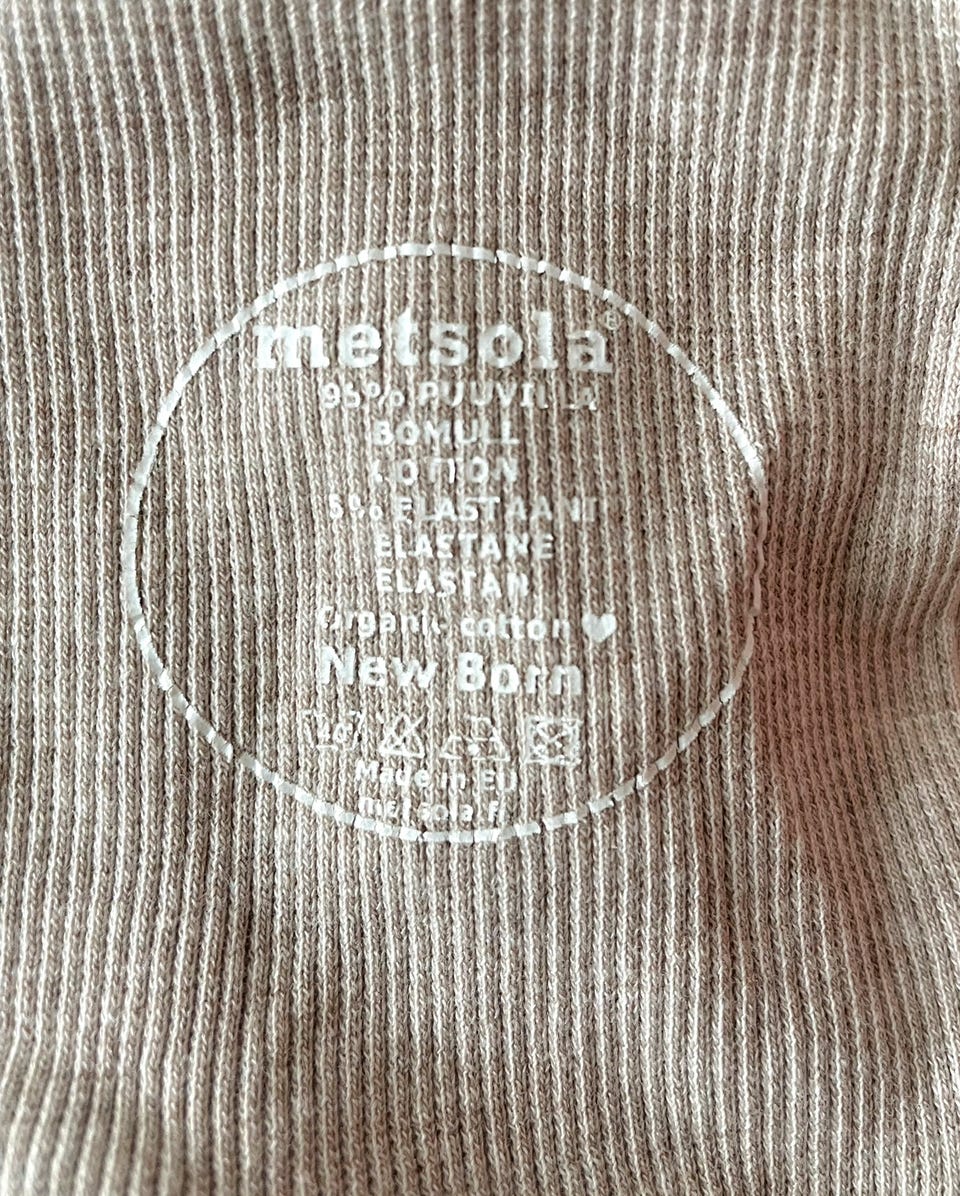 metsola®
95% PUUVILLA
BOMULL
COTTON
5% ELASTAANI
ELASTANE
ELASTAN
Organic cotton
New Born
Made in EU
metsola.fi